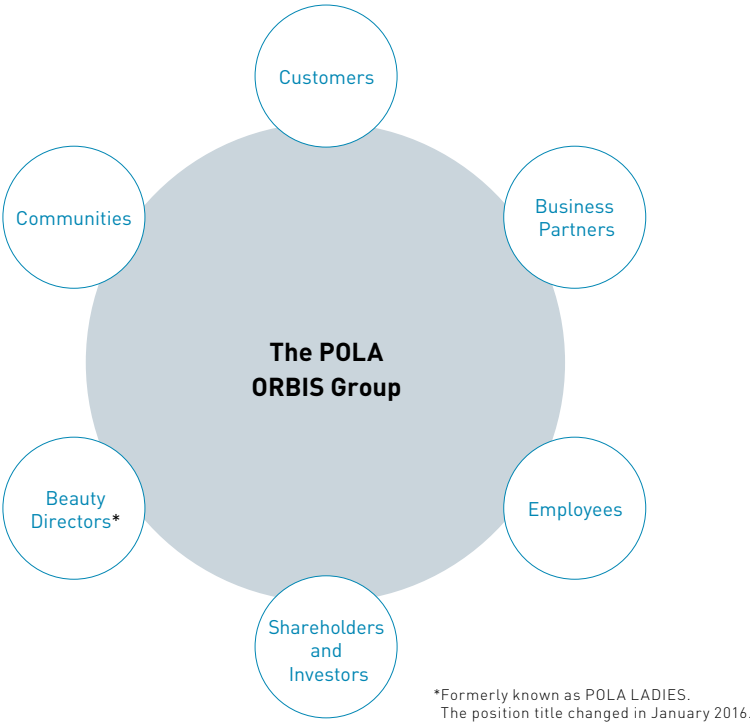 Customers
Communities
Business
Partners
The POLA
ORBIS Group
Beauty
Directors*
Employees
Shareholders
and
Investors
*Formerly known as POLA LADIES.
The position title changed in January 2016.